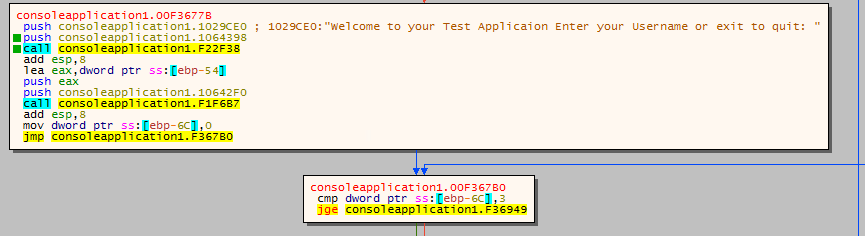 consoleapplication1.00F3677B
push consoleapplication1.1029CE0 ; 1029CE0:"Welcome to your Test Applicaion Enter your Username or exit to quit: "
push consoleapplication1.1064398
call consoleapplication1.F22F38
add esp,8
lea eax,dword ptr ss:[ebp-54]
push eax
push consoleapplication1.10642F0
call consoleapplication1.F1F6B7
add esp,8
mov dword ptr ss:[ebp-6C],0
jmp consoleapplication1.F367B0
consoleapplication1.00F367B0
cmp dword ptr ss:[ebp-6C],3
jge consoleapplication1.F36949